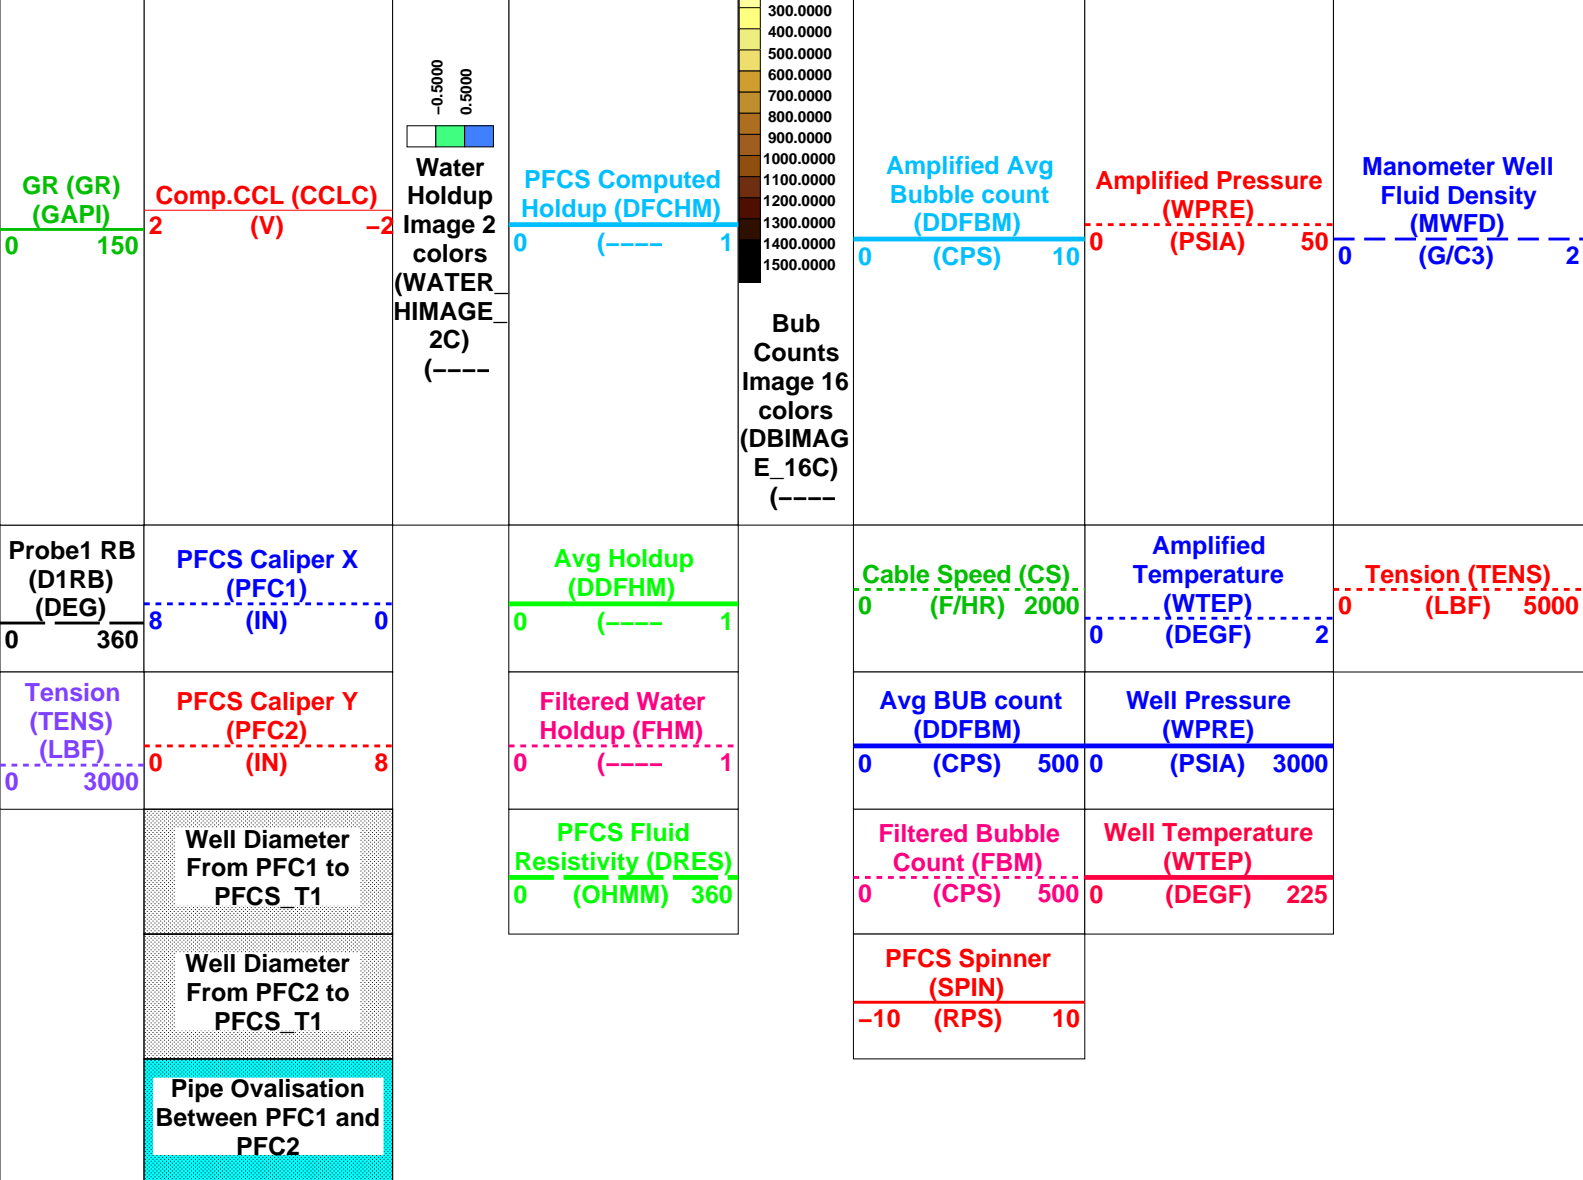 GR (GR)
(GAPI)
0 150
Comp.CCL (CCLC)
2 (V) −2
−0.5000
0.5000
Water
Holdup
Image 2
colors
(WATER_
HIMAGE_
2C)
(−−−−
PFCS Computed
Holdup (DFCHM)
0 (−−−− 1
300.0000
400.0000
500.0000
600.0000
700.0000
800.0000
900.0000
1000.0000
1100.0000
1200.0000
1300.0000
1400.0000
1500.0000
Bub
Counts
Image 16
colors
(DBIMAG
E_16C)
(−−−−
Amplified Avg
Bubble count
(DDFBM)
0 (CPS) 10
Amplified Pressure
(WPRE)
0 (PSIA) 50
Manometer Well
Fluid Density
(MWFD)
0 (G/C3) 2
Probe1 RB
(D1RB)
(DEG)
0 360
PFCS Caliper X
(PFC1)
8 (IN) 0
Avg Holdup
(DDFHM)
0 (−−−− 1
Cable Speed (CS)
0 (F/HR) 2000
Amplified
Temperature
(WTEP)
0 (DEGF) 2
Tension (TENS)
0 (LBF) 5000
Tension
(TENS)
(LBF)
0 3000
PFCS Caliper Y
(PFC2)
0 (IN) 8
Filtered Water
Holdup (FHM)
0 (−−−− 1
Avg BUB count
(DDFBM)
0 (CPS) 500
Well Pressure
(WPRE)
0 (PSIA) 3000
Well Diameter
From PFC1 to
PFCS_T1
PFCS Fluid
Resistivity (DRES)
0 (OHMM) 360
Filtered Bubble
Count (FBM)
0 (CPS) 500
Well Temperature
(WTEP)
0 (DEGF) 225
Well Diameter
From PFC2 to
PFCS_T1
PFCS Spinner
(SPIN)
−10 (RPS) 10
Pipe Ovalisation
Between PFC1 and
PFC2